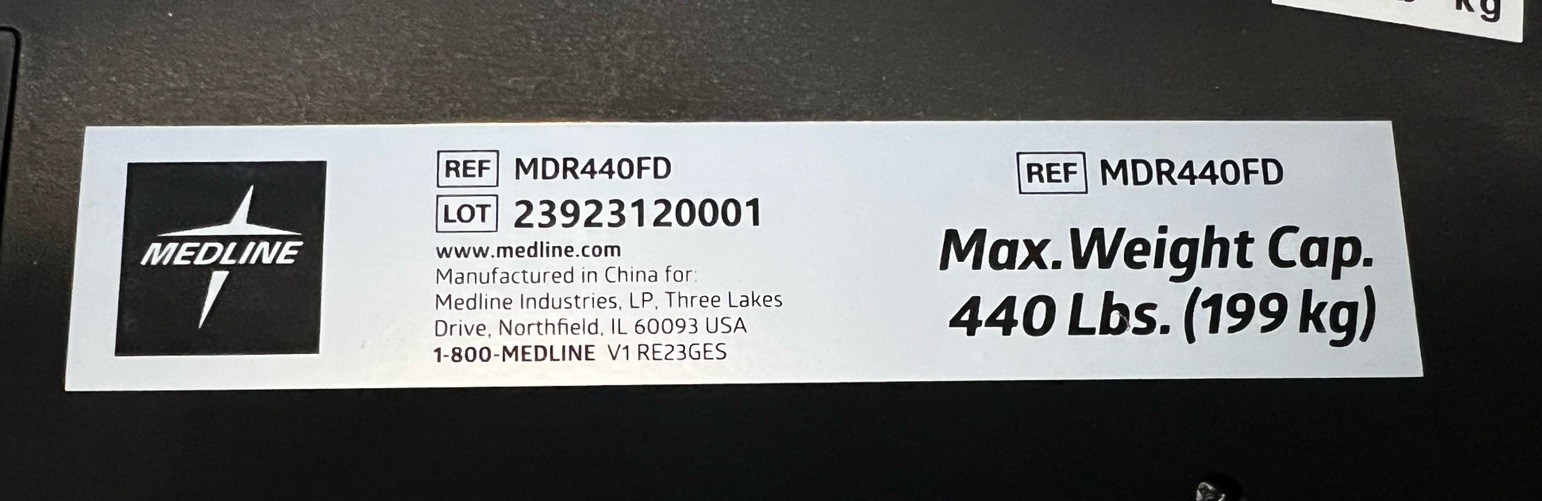 kg
MEDLINE
REF MDR440FD
LOT 23923120001
www.medline.com
Manufactured in China for:
Medline Industries, LP, Three Lakes
Drive, Northfield, IL 60093 USA
1-800-MEDLINE V1 RE23GES
REF MDR440FD
Max. Weight Cap.
440 Lbs. (199 kg)